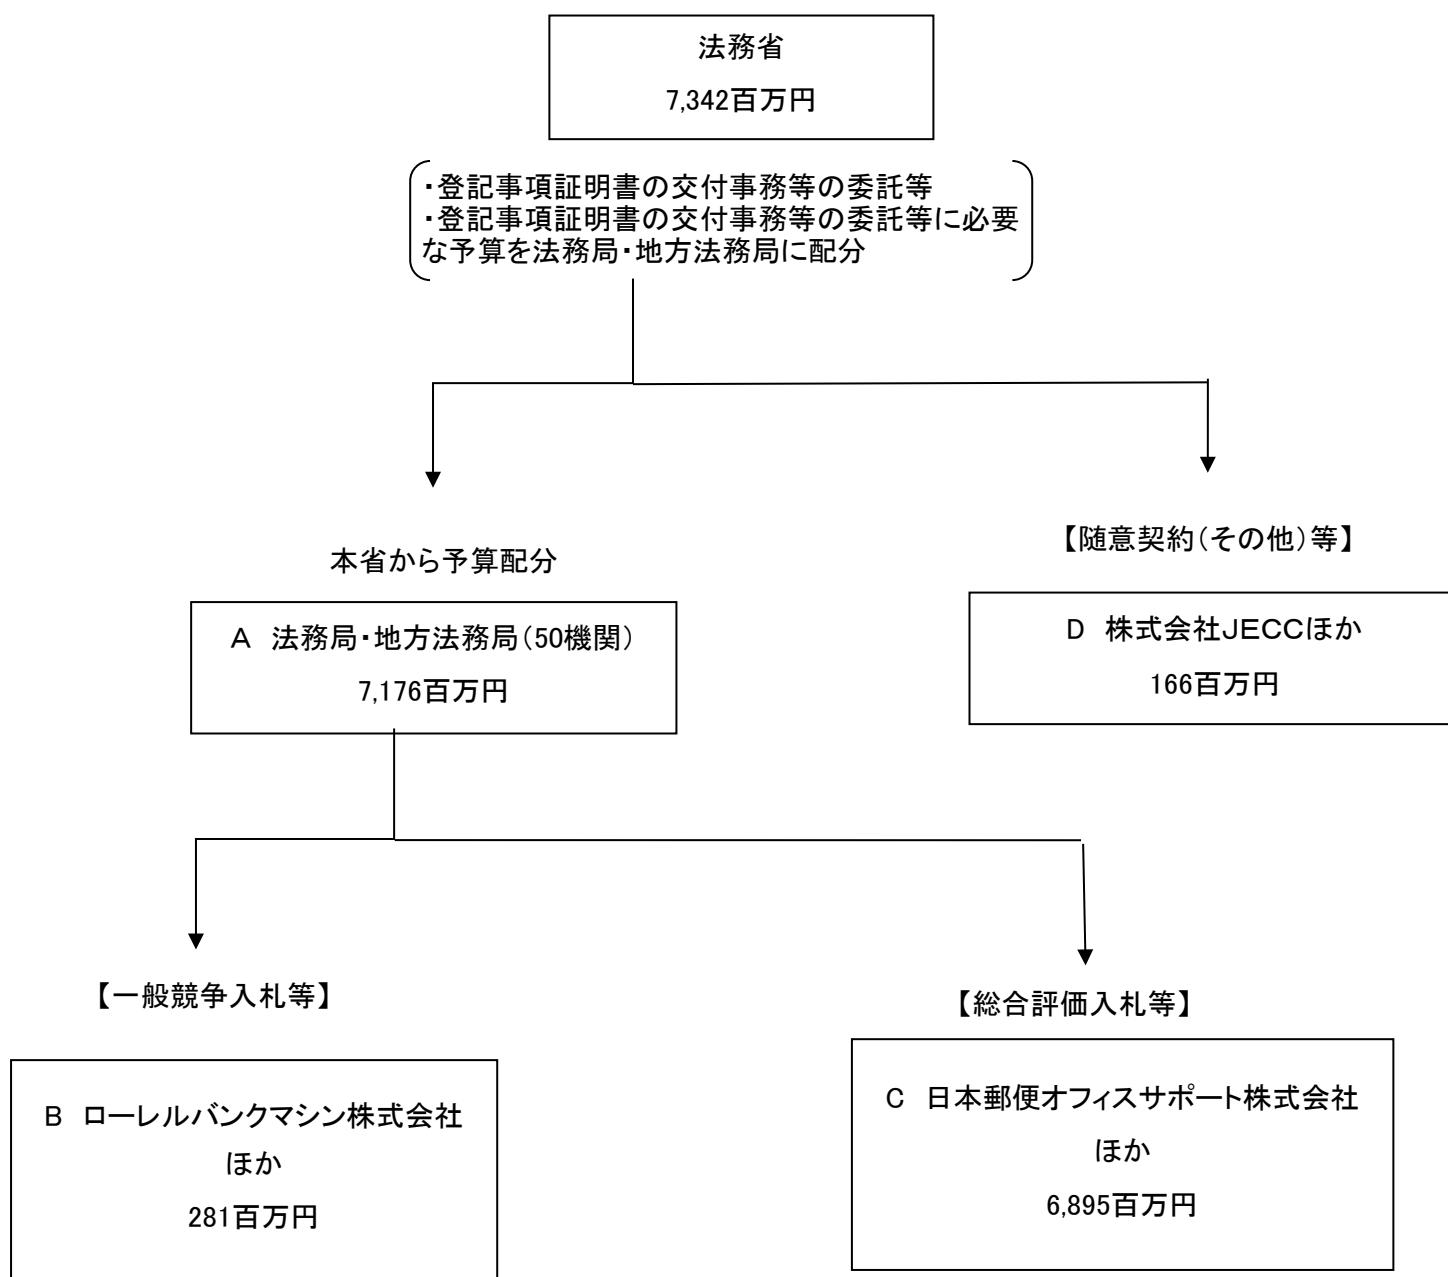 法務省
7,342百万円
・登記事項証明書の交付事務等の委託等
・登記事項証明書の交付事務等の委託等に必要
な予算を法務局・地方法務局に配分
本省から予算配分
A 法務局・地方法務局（50機関）
7,176百万円
【随意契約（その他）等】
D 株式会社JECCほか
166百万円
【一般競争入札等】
B ローレルバンクマシン株式会社
ほか
281百万円
【総合評価入札等】
C 日本郵便オフィスサポート株式会社
ほか
6,895百万円